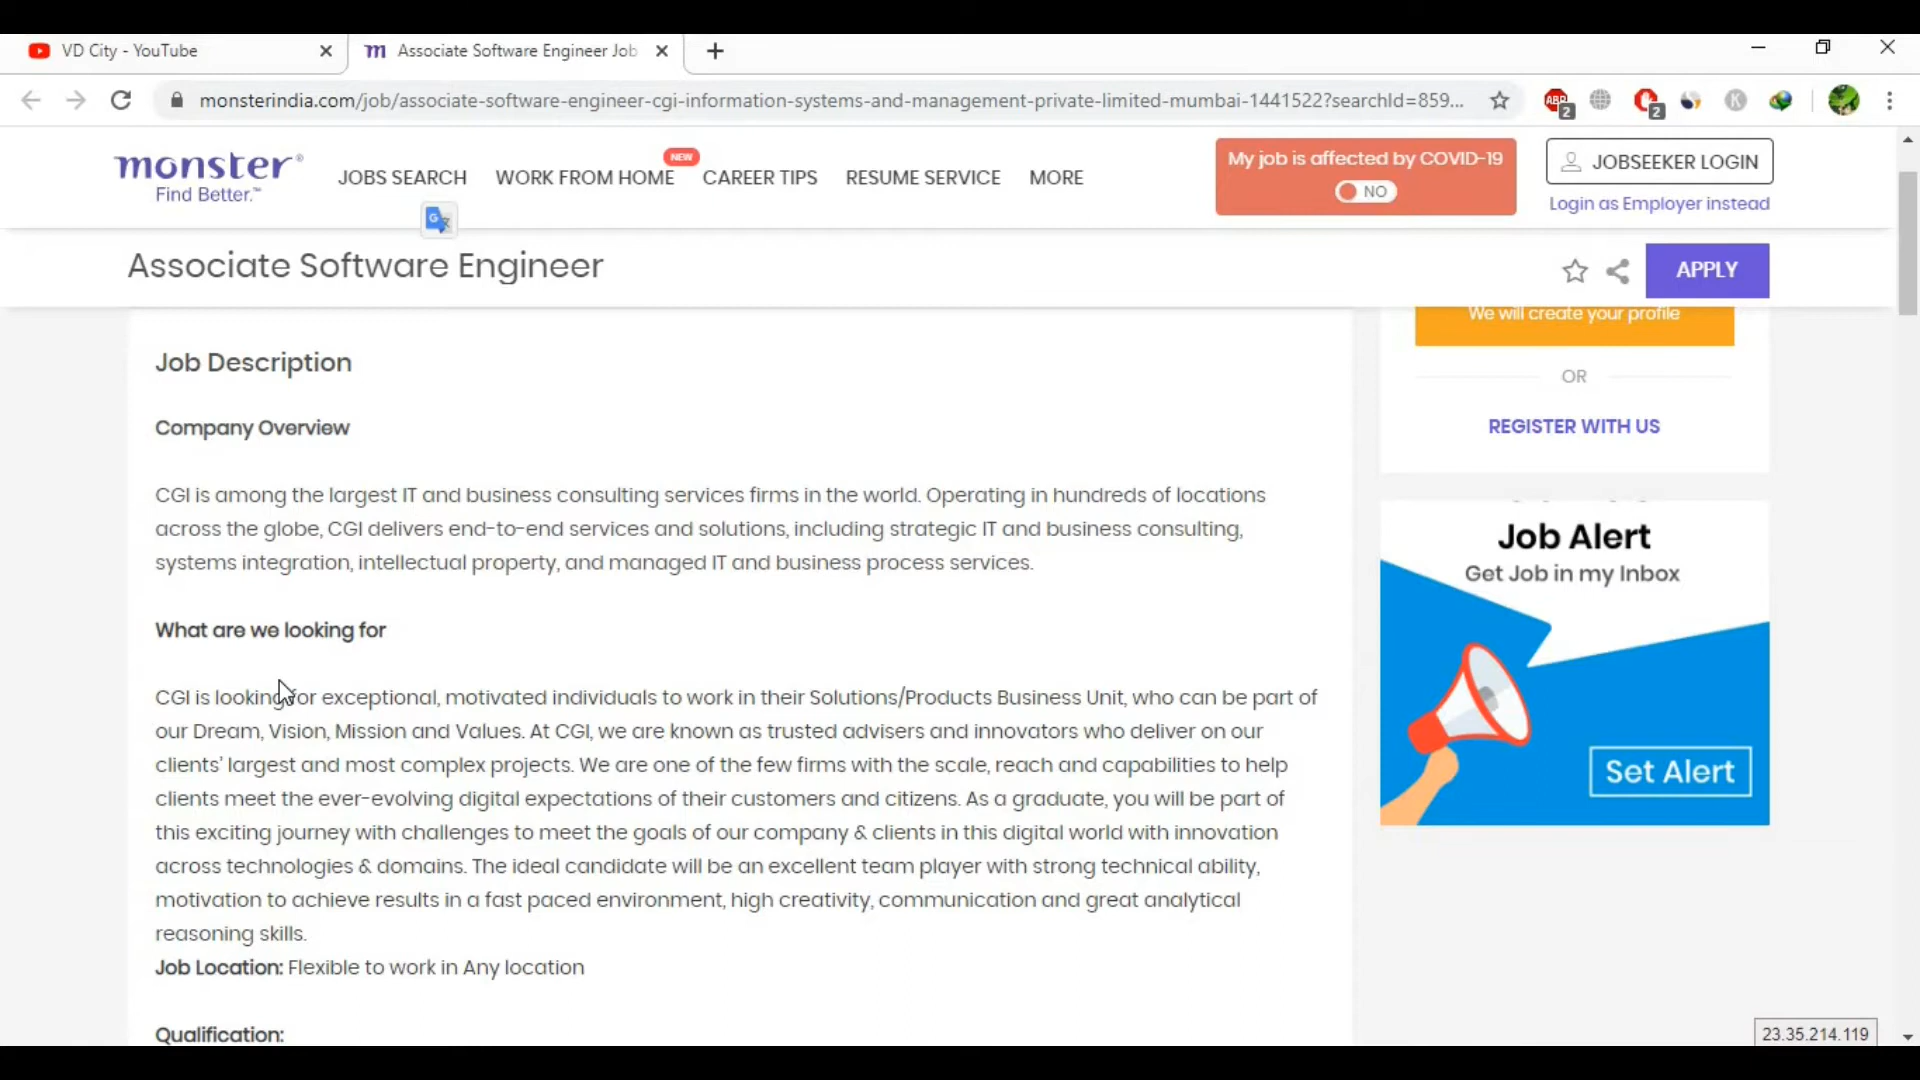 VD City - YouTube
Associate Software Engineer Job
monsterindia.com/job/associate-software-engineer-cgi-information-systems-and-management-private-limited-mumbai-1441522?searchId=859...
ABP
2
2
K
monster®
Find Better.™
JOBS SEARCH
NEW
WORK FROM HOME
CAREER TIPS
RESUME SERVICE
MORE
My job is affected by COVID-19
NO
JOBSEEKER LOGIN
Login as Employer instead
G
Associate Software Engineer
APPLY
We will create your profile
OR
REGISTER WITH US
Job Description
Company Overview
CGI is among the largest IT and business consulting services firms in the world. Operating in hundreds of locations
across the globe, CGI delivers end-to-end services and solutions, including strategic IT and business consulting,
systems integration, intellectual property, and managed IT and business process services.
What are we looking for
CGI is looking for exceptional, motivated individuals to work in their Solutions/Products Business Unit, who can be part of
our Dream, Vision, Mission and Values. At CGI, we are known as trusted advisers and innovators who deliver on our
clients’ largest and most complex projects. We are one of the few firms with the scale, reach and capabilities to help
clients meet the ever-evolving digital expectations of their customers and citizens. As a graduate, you will be part of
this exciting journey with challenges to meet the goals of our company & clients in this digital world with innovation
across technologies & domains. The ideal candidate will be an excellent team player with strong technical ability,
motivation to achieve results in a fast paced environment, high creativity, communication and great analytical
reasoning skills.
Job Location: Flexible to work in Any location
Qualification:
Job Alert
Get Job in my Inbox
Set Alert
23.35.214.119